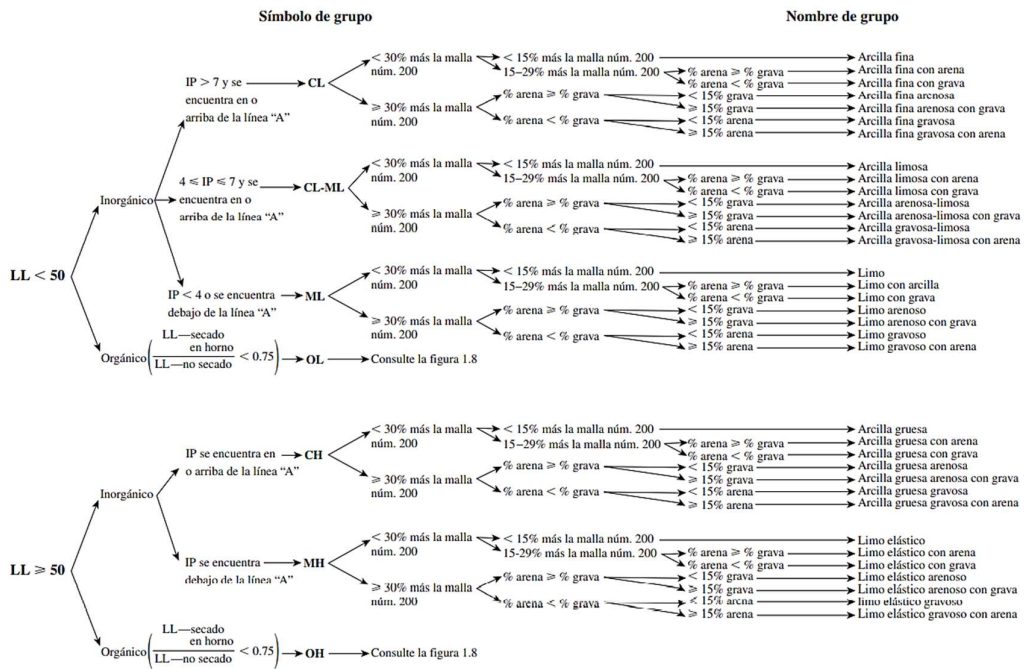 Símbolo de grupo
Nombre de grupo
LL < 50
Inorgánico
IP > 7 y se
encuentra en o
arriba de la línea “A”
CL
< 30% más la malla
núm. 200
< 15% más la malla núm. 200
Arcilla fina
15–29% más la malla núm. 200
% arena ⩾ % grava
Arcilla fina con arena
% arena < % grava
Arcilla fina con grava
⩾ 30% más la malla
núm. 200
% arena ⩾ % grava
< 15% grava
Arcilla fina arenosa
⩾ 15% grava
Arcilla fina arenosa con grava
% arena < % grava
< 15% arena
Arcilla fina gravosa
⩾ 15% arena
Arcilla fina gravosa con arena
4 ⩽ IP ⩽ 7 y se
encuentra en o
arriba de la línea “A”
CL-ML
< 30% más la malla
núm. 200
< 15% más la malla núm. 200
Arcilla limosa
15–29% más la malla núm. 200
% arena ⩾ % grava
Arcilla limosa con arena
% arena < % grava
Arcilla limosa con grava
⩾ 30% más la malla
núm. 200
% arena ⩾ % grava
< 15% grava
Arcilla arenosa-limosa
⩾ 15% grava
Arcilla arenosa-limosa con grava
% arena < % grava
< 15% arena
Arcilla gravosa-limosa
⩾ 15% arena
Arcilla gravosa-limosa con arena
IP < 4 o se encuentra
debajo de la línea “A”
ML
< 30% más la malla
núm. 200
< 15% más la malla núm. 200
Limo
15–29% más la malla núm. 200
% arena ⩾ % grava
Limo con arcilla
% arena < % grava
Limo con grava
⩾ 30% más la malla
núm. 200
% arena ⩾ % grava
< 15% grava
Limo arenoso
⩾ 15% grava
Limo arenoso con grava
% arena < % grava
< 15% arena
Limo gravoso
⩾ 15% arena
Limo gravoso con arena
Orgánico
LL—secado
en horno
LL—no secado
< 0.75
OL
Consulte la figura 1.8
LL ⩾ 50
Inorgánico
IP se encuentra en
o arriba de la línea “A”
CH
< 30% más la malla
núm. 200
< 15% más la malla núm. 200
Arcilla gruesa
15–29% más la malla núm. 200
% arena ⩾ % grava
Arcilla gruesa con arena
% arena < % grava
Arcilla gruesa con grava
⩾ 30% más la malla
núm. 200
% arena ⩾ % grava
< 15% grava
Arcilla gruesa arenosa
⩾ 15% grava
Arcilla gruesa arenosa con grava
% arena < % grava
< 15% arena
Arcilla gruesa gravosa
⩾ 15% arena
Arcilla gruesa gravosa con arena
IP se encuentra
debajo de la línea “A”
MH
< 30% más la malla
núm. 200
< 15% más la malla núm. 200
Limo elástico
15-29% más la malla núm. 200
% arena ⩾ % grava
Limo elástico con arena
% arena < % grava
Limo elástico con grava
⩾ 30% más la malla
núm. 200
% arena ⩾ % grava
< 15% grava
Limo elástico arenoso
⩾ 15% grava
Limo elástico arenoso con grava
% arena < % grava
< 15% arena
limo elástico gravoso
⩾ 15% arena
Limo elástico gravoso con arena
Orgánico
LL—secado
en horno
LL—no secado
< 0.75
OH
Consulte la figura 1.8